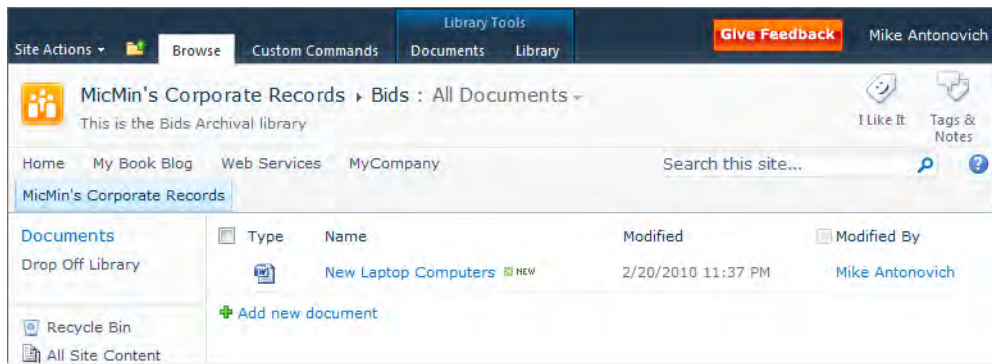 Library Tools
Site Actions Browse Custom Commands Documents Library Give Feedback Mike Antonovich
MicMin's Corporate Records ▸ Bids : All Documents
This is the Bids Archival library
I Like It Tags & Notes
Home My Book Blog Web Services MyCompany Search this site...
MicMin's Corporate Records
Documents
Drop Off Library
Recycle Bin
All Site Content
Type Name Modified Modified By
New Laptop Computers NEW 2/20/2010 11:37 PM Mike Antonovich
Add new document